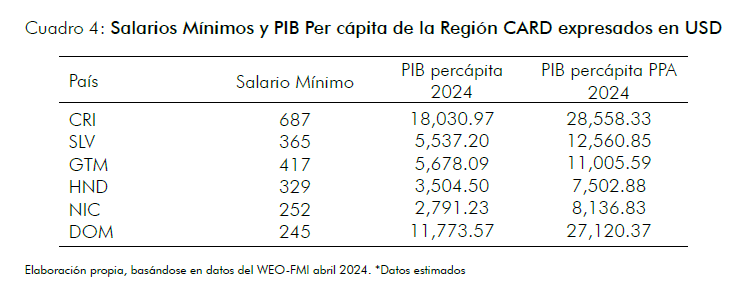 Cuadro 4: Salarios Mínimos y PIB Per cápita de la Región CARD expresados en USD
País Salario Mínimo PIB percápita 2024 PIB percápita PPA 2024
CRI 687 18,030.97 28,558.33
SLV 365 5,537.20 12,560.85
GTM 417 5,678.09 11,005.59
HND 329 3,504.50 7,502.88
NIC 252 2,791.23 8,136.83
DOM 245 11,773.57 27,120.37
Elaboración propia, basándose en datos del WEO-FMI abril 2024. *Datos estimados